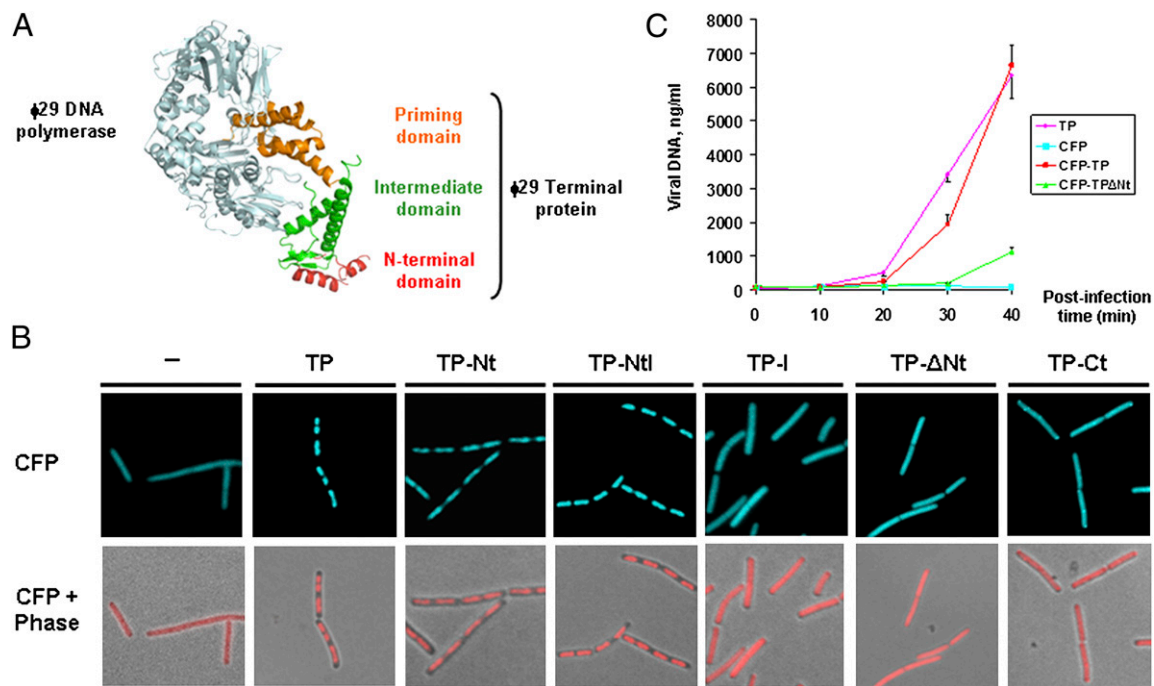 A
ϕ29 DNA
polymerase
Priming
domain
Intermediate
domain
N-terminal
domain
ϕ29 Terminal
protein
C
Viral DNA, ng/ml
8000
7000
6000
5000
4000
3000
2000
1000
0
0 10 20 30 40
Post-infection
time (min)
TP
CFP
CFP-TP
CFP-TPΔNt
B
– TP TP-Nt TP-NtI TP-I TP-ΔNt TP-Ct
CFP
CFP +
Phase